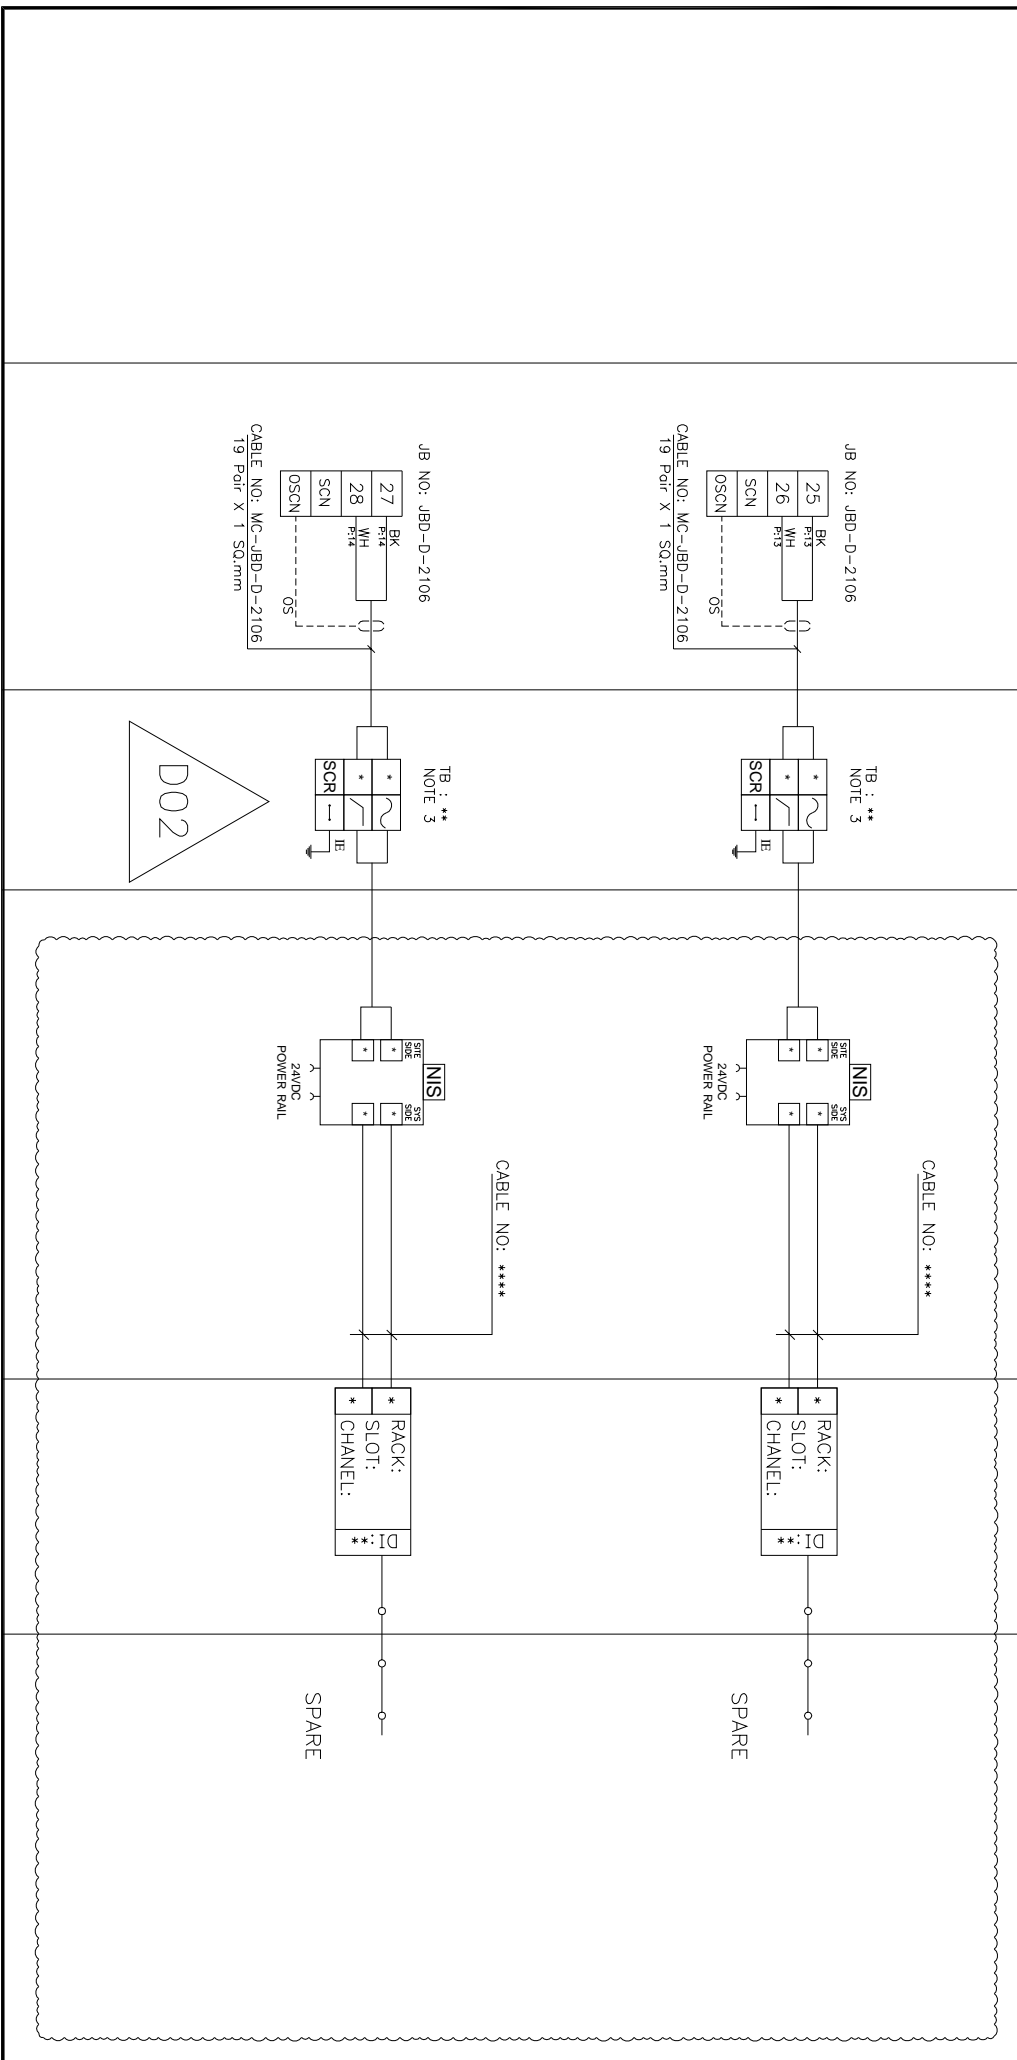 JB NO: JBD-D-2106
25
26
SCN
OSCN
BK
P:13
WH
P:13
OS
CABLE NO: MC-JBD-D-2106
19 Pair X 1 SQ.mm
TB : **
NOTE 3
*
*
SCR
IE
NIS
SITE
SIDE
SYS
SIDE
*
*
*
*
24VDC
POWER RAIL
CABLE NO: ****
*
*
RACK:
SLOT:
CHANEL:
DI:**
SPARE
JB NO: JBD-D-2106
27
28
SCN
OSCN
BK
P:14
WH
P:14
OS
CABLE NO: MC-JBD-D-2106
19 Pair X 1 SQ.mm
TB : **
NOTE 3
*
*
SCR
IE
NIS
SITE
SIDE
SYS
SIDE
*
*
*
*
24VDC
POWER RAIL
CABLE NO: ****
*
*
RACK:
SLOT:
CHANEL:
DI:**
SPARE
D02